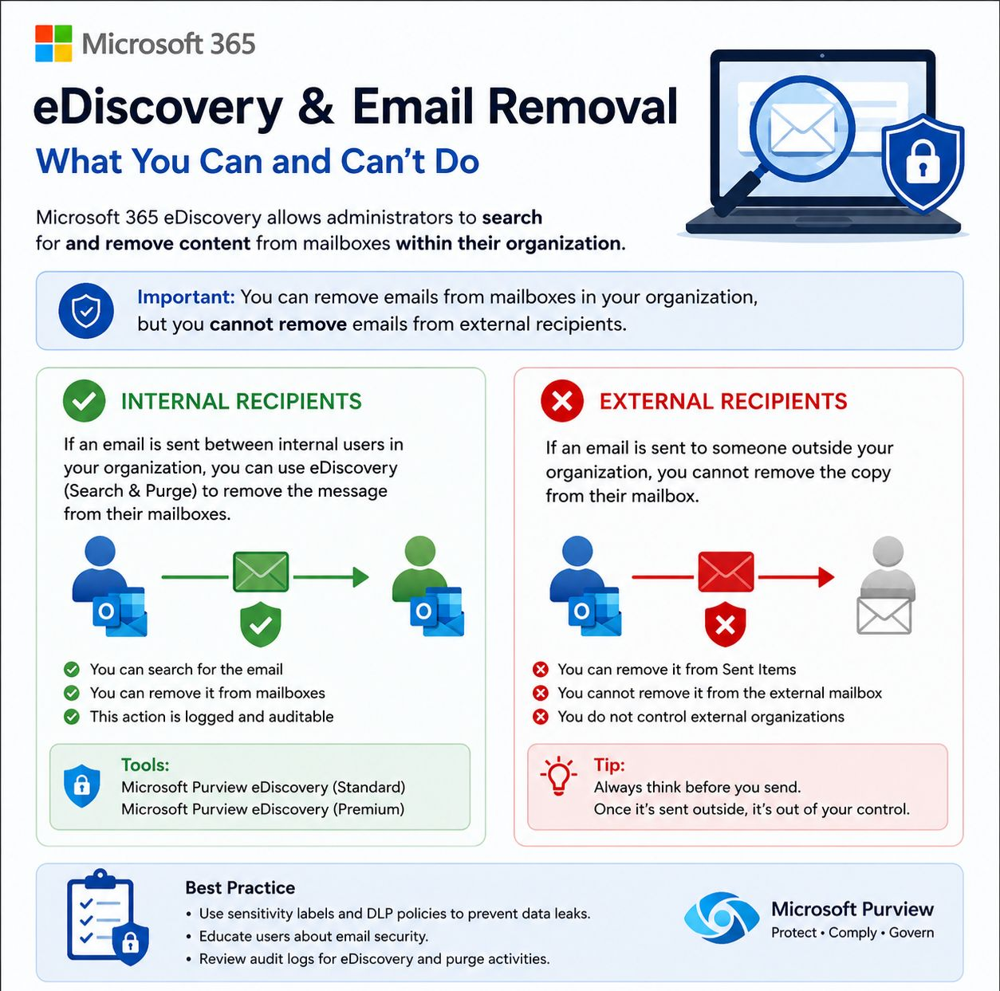 Microsoft 365
eDiscovery & Email Removal
What You Can and Can't Do
Microsoft 365 eDiscovery allows administrators to search
for and remove content from mailboxes within their organization.
Important: You can remove emails from mailboxes in your organization,
but you cannot remove emails from external recipients.
INTERNAL RECIPIENTS
If an email is sent between internal users in
your organization, you can use eDiscovery
(Search & Purge) to remove the message
from their mailboxes.
You can search for the email
You can remove it from mailboxes
This action is logged and auditable
Tools:
Microsoft Purview eDiscovery (Standard)
Microsoft Purview eDiscovery (Premium)
EXTERNAL RECIPIENTS
If an email is sent to someone outside your
organization, you cannot remove the copy
from their mailbox.
You can remove it from Sent Items
You cannot remove it from the external mailbox
You do not control external organizations
Tip:
Always think before you send.
Once it's sent outside, it's out of your control.
Best Practice
• Use sensitivity labels and DLP policies to prevent data leaks.
• Educate users about email security.
• Review audit logs for eDiscovery and purge activities.
Microsoft Purview
Protect • Comply • Govern